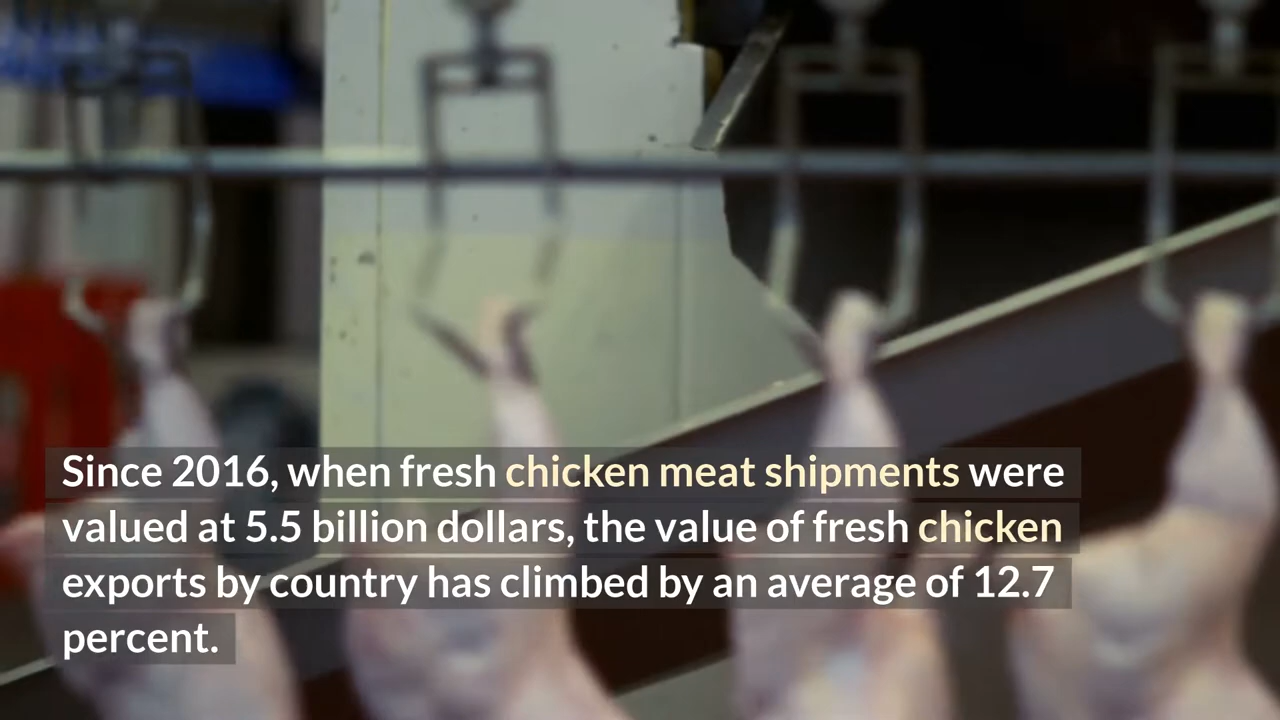 Since 2016, when fresh chicken meat shipments were
valued at 5.5 billion dollars, the value of fresh chicken
exports by country has climbed by an average of 12.7
percent.